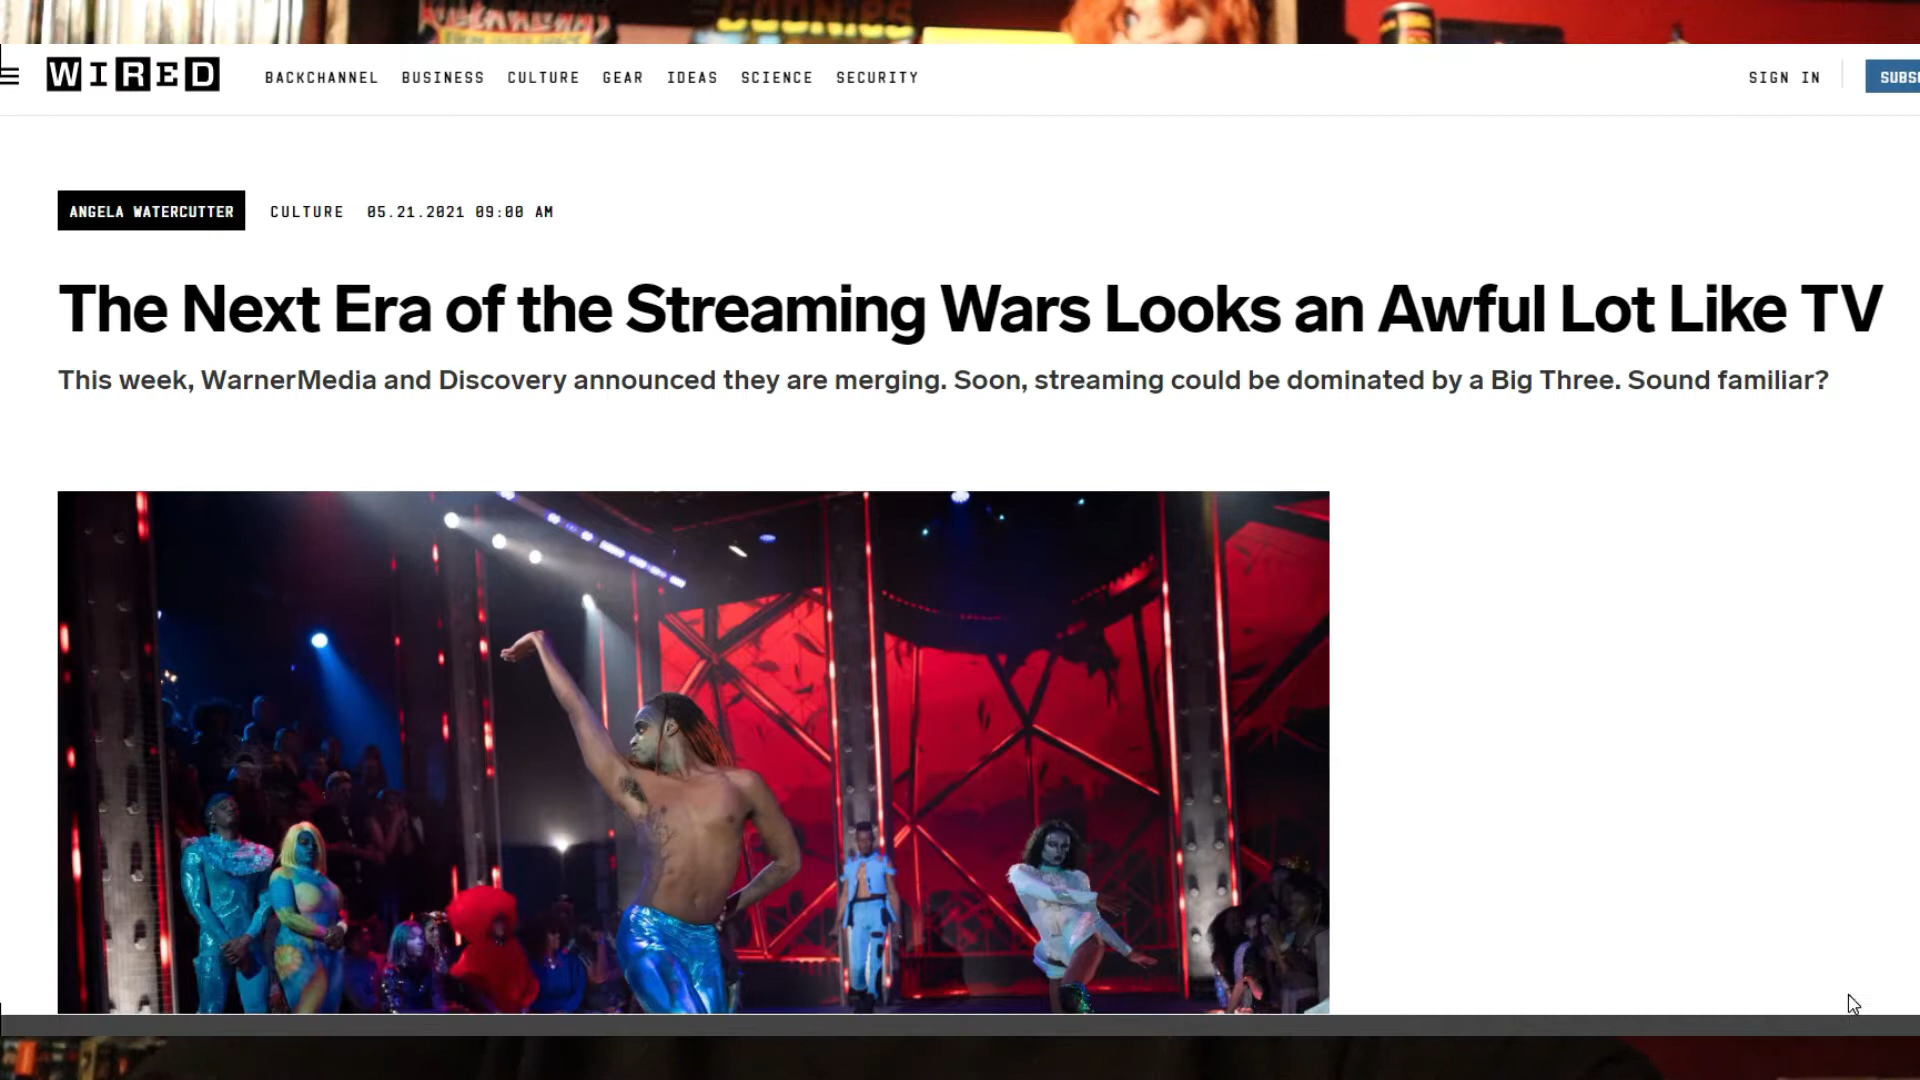 GOONIES
WIRED
BACKCHANNEL BUSINESS CULTURE GEAR IDEAS SCIENCE SECURITY
SIGN IN
ANGELA WATERCUTTER
CULTURE 05.21.2021 09:00 AM
The Next Era of the Streaming Wars Looks an Awful Lot Like TV
This week, WarnerMedia and Discovery announced they are merging. Soon, streaming could be dominated by a Big Three. Sound familiar?